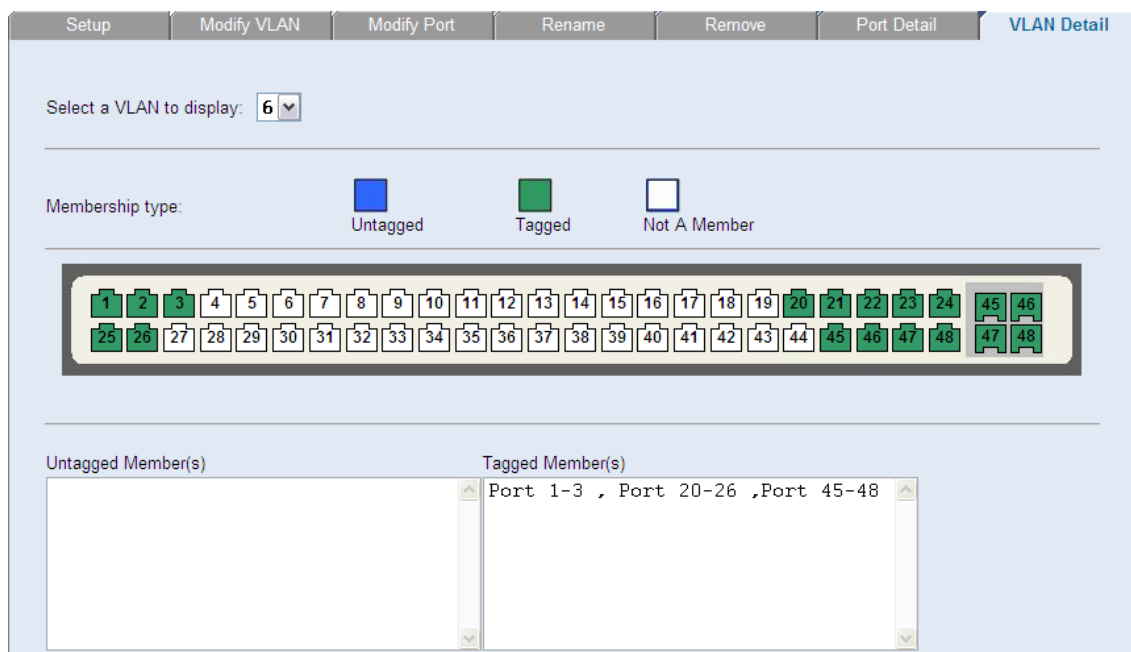 Setup Modify VLAN Modify Port Rename Remove Port Detail VLAN Detail
Select a VLAN to display: 6
Membership type:
Untagged Tagged Not A Member
1 2 3 4 5 6 7 8 9 10 11 12 13 14 15 16 17 18 19 20 21 22 23 24 45 46
25 26 27 28 29 30 31 32 33 34 35 36 37 38 39 40 41 42 43 44 45 46 47 48 47 48
Untagged Member(s) Tagged Member(s)
Port 1-3 , Port 20-26 ,Port 45-48